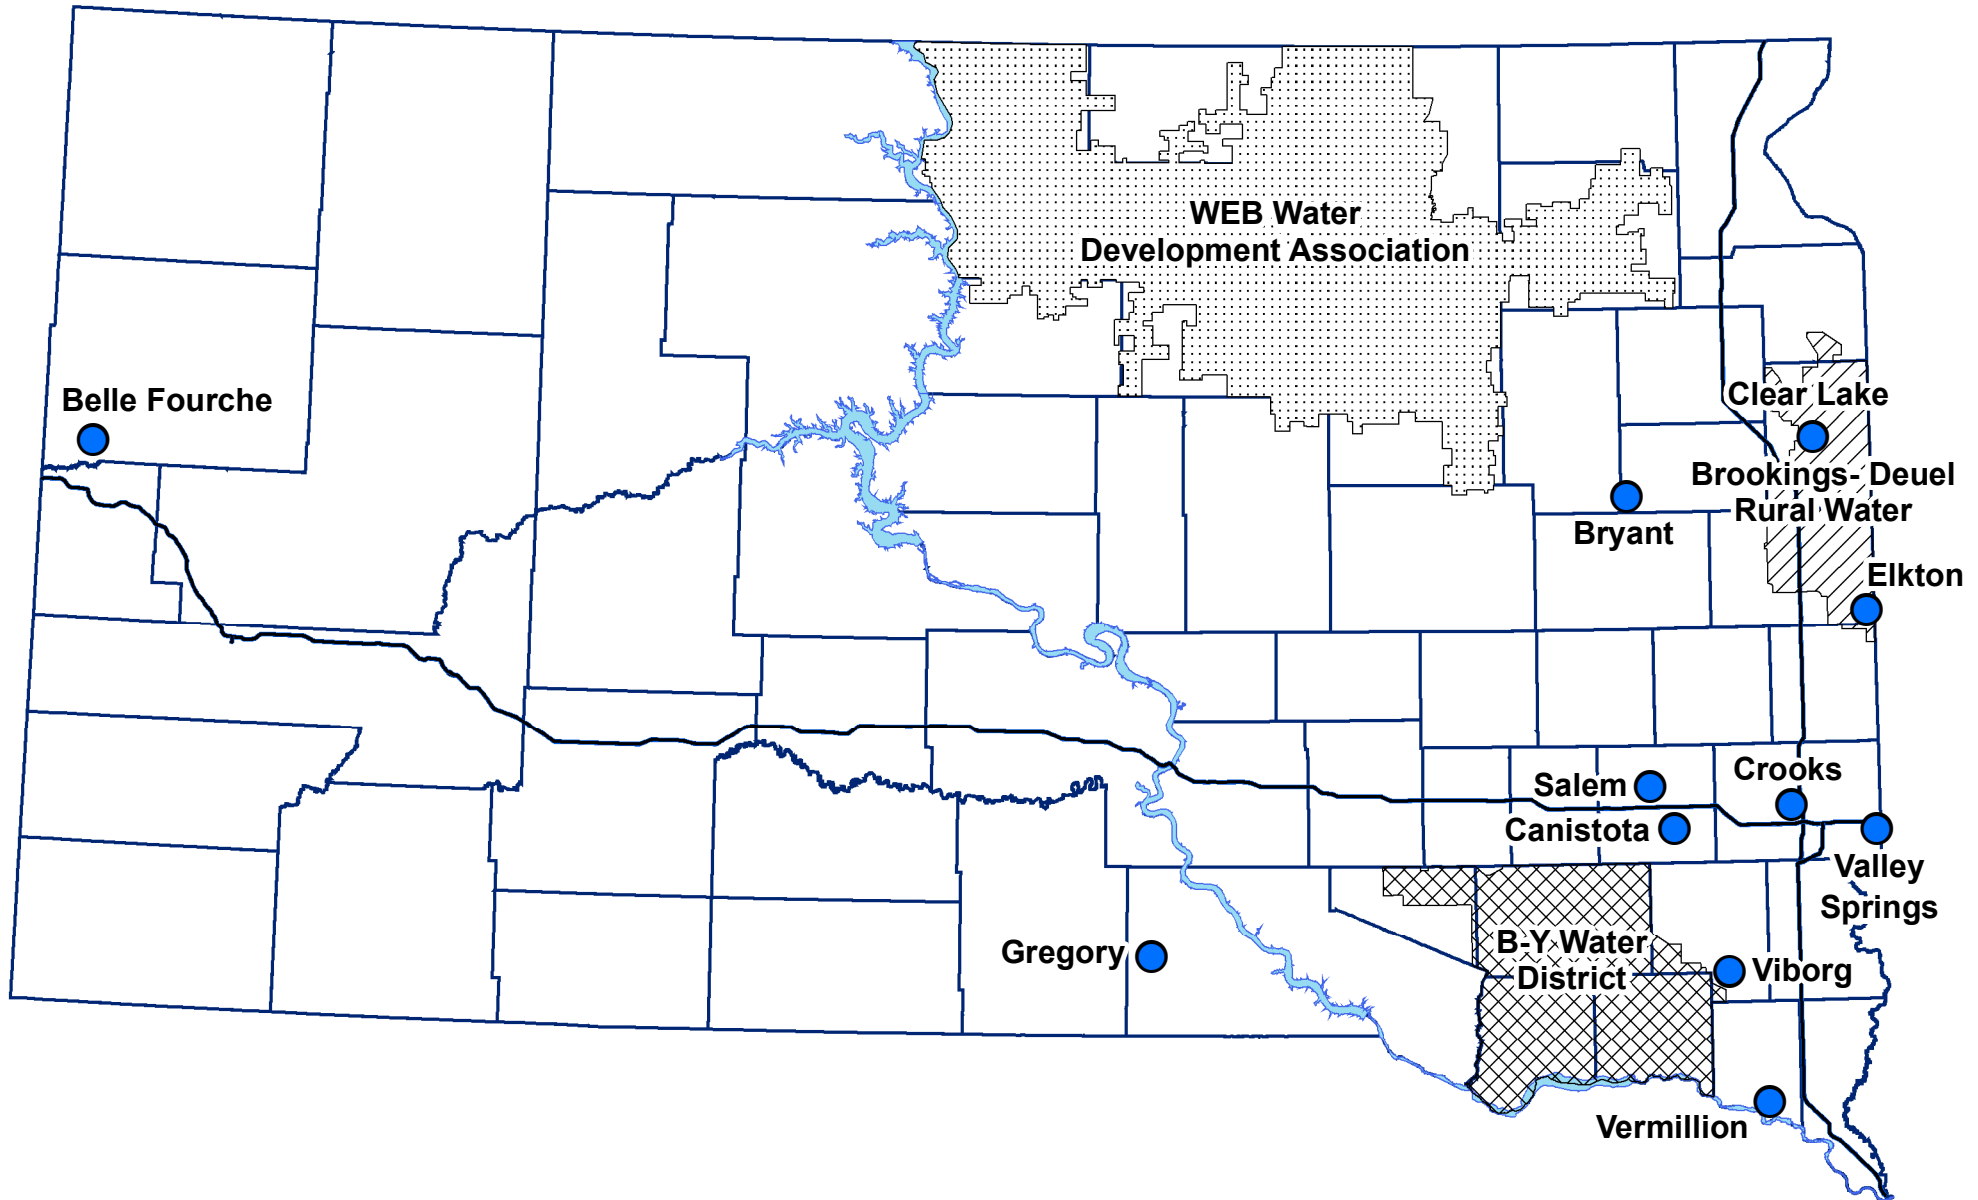 WEB Water
Development Association
Belle Fourche
Clear Lake
Brookings- Deuel
Rural Water
Bryant
Elkton
Salem
Crooks
Canistota
Valley
Springs
Gregory
B-Y Water
District
Viborg
Vermillion